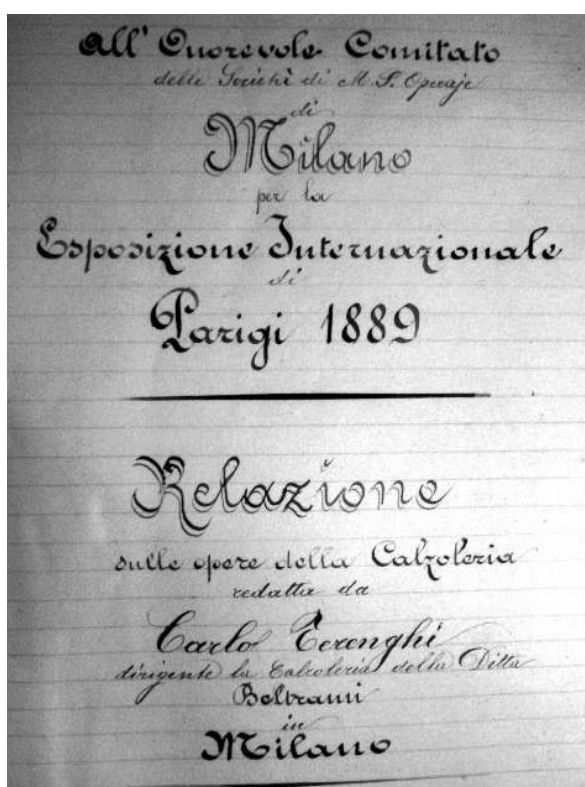 All' Onorevole Comitato
delle Società di M. S. Operaje
di
Milano
per la
Esposizione Internazionale
di
Parigi 1889
Relazione
sulle opere della Calzoleria
redatta da
Carlo Terenghi
dirigente la Calzoleria della Ditta
Beltrami
in
Milano